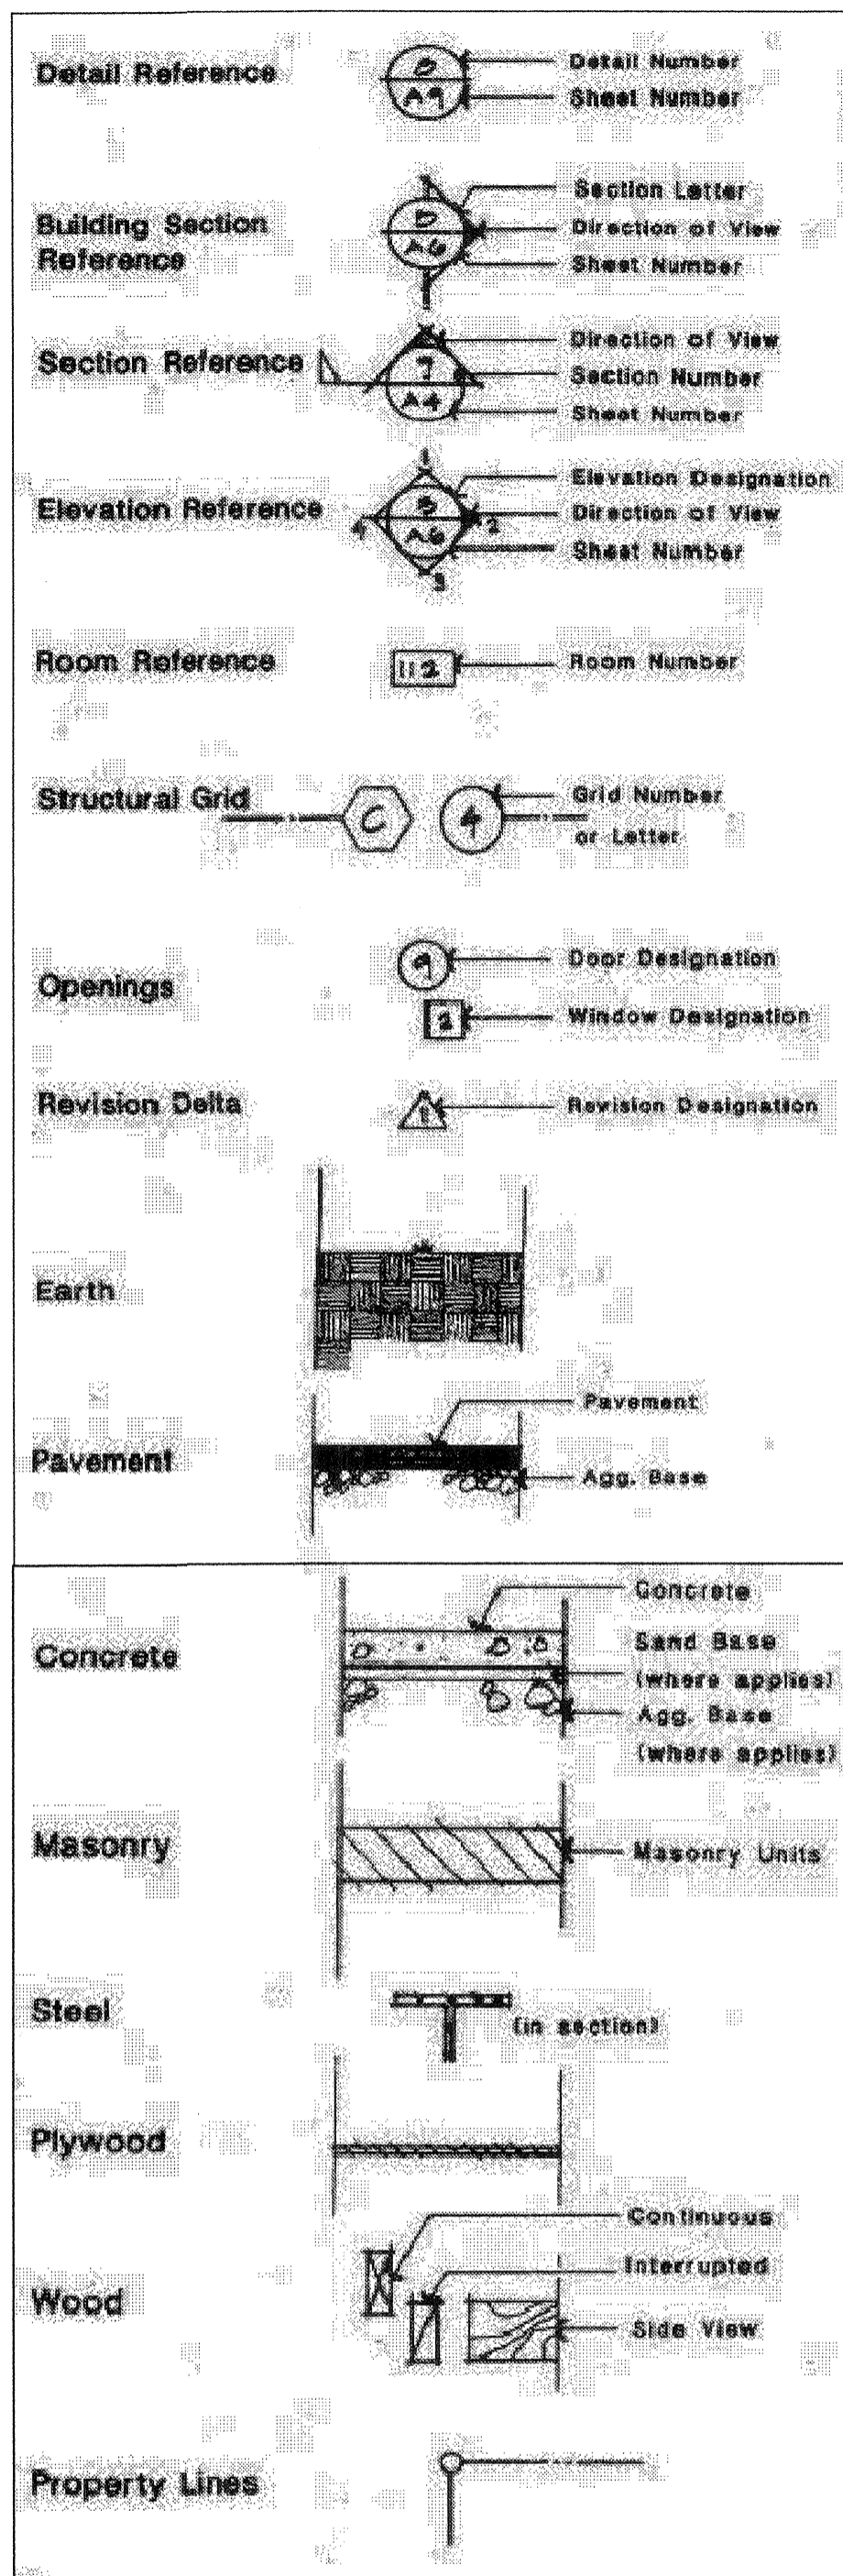 Detail Reference
A9
Detail Number
Sheet Number
Building Section
Reference
D
A6
Section Letter
Direction of View
Sheet Number
Section Reference
7
A4
Direction of View
Section Number
Sheet Number
Elevation Reference
1
B
A6
4
2
3
Elevation Designation
Direction of View
Sheet Number
Room Reference
112
Room Number
Structural Grid
C
4
Grid Number
or Letter
Openings
9
2
Door Designation
Window Designation
Revision Delta
1
Revision Designation
Earth
Pavement
Pavement
Agg. Base
Concrete
Concrete
Sand Base
(where applies)
Agg. Base
(where applies)
Masonry
Masonry Units
Steel
(in section)
Plywood
Wood
Continuous
Interrupted
Side View
Property Lines